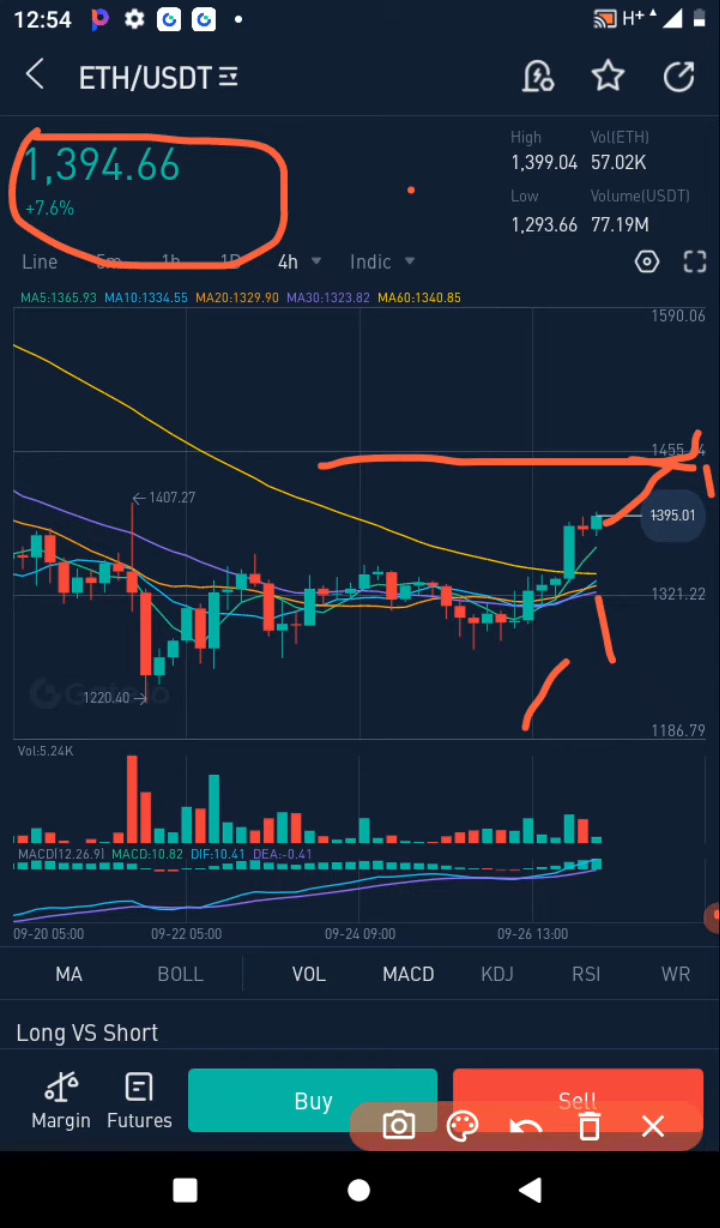 12:54 H+
ETH/USDT
1,394.66
+7.6%
High Vol(ETH)
1,399.04 57.02K
Low Volume(USDT)
1,293.66 77.19M
Line 5m 1h 1D 4h Indic
MA5:1365.93 MA10:1334.55 MA20:1329.90 MA30:1323.82 MA60:1340.85
1590.06
1407.27
1395.01
1321.22
1220.40
1186.79
Vol:5.24K
MACD(12.26.9) MACD:10.82 DIF:10.41 DEA:-0.41
09-20 05:00 09-22 05:00 09-24 09:00 09-26 13:00
MA BOLL VOL MACD KDJ RSI WR
Long VS Short
Margin Futures Buy Sell